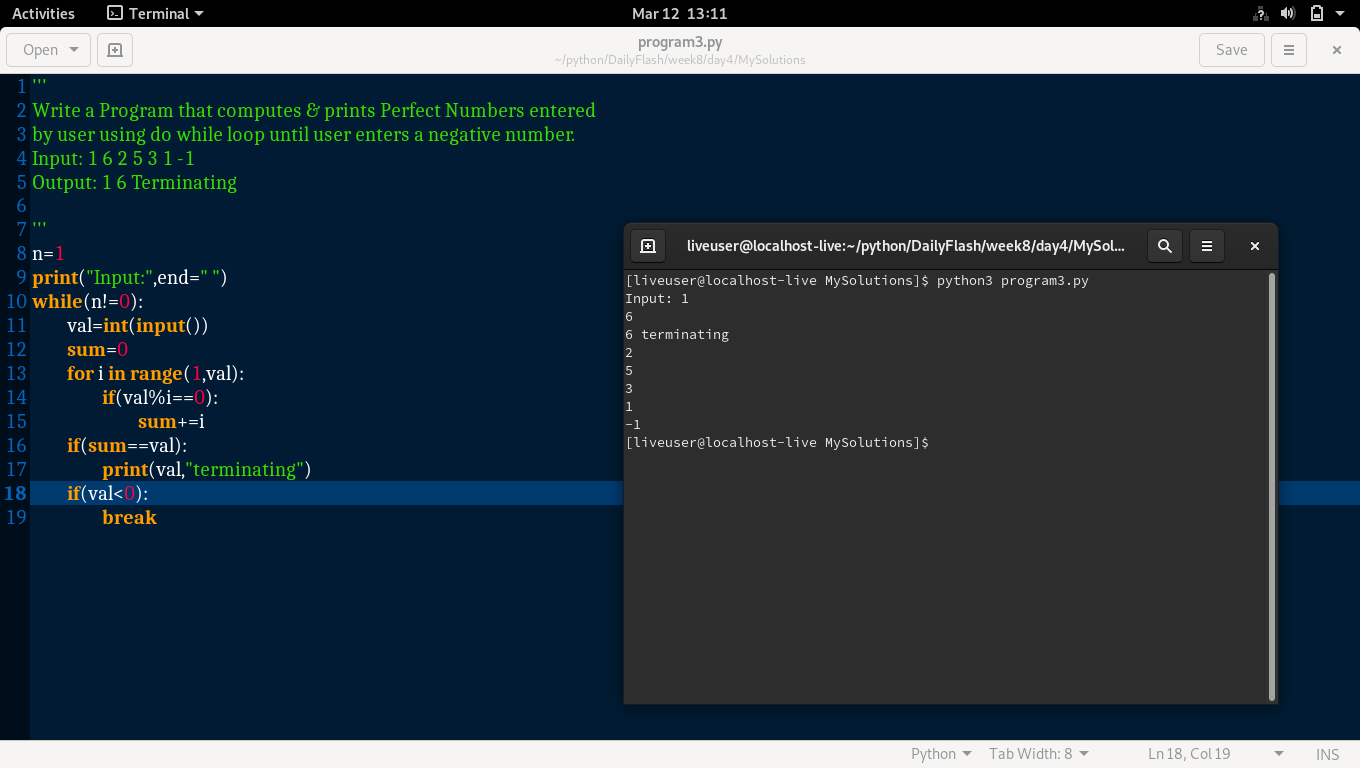 Activities Terminal Mar 12 13:11
Open program3.py Save
~/python/DailyFlash/week8/day4/MySolutions
1 '''
2 Write a Program that computes & prints Perfect Numbers entered
3 by user using do while loop until user enters a negative number.
4 Input: 1 6 2 5 3 1 -1
5 Output: 1 6 Terminating
6
7 '''
8 n=1
9 print("Input:",end=" ")
10 while(n!=0):
11 val=int(input())
12 sum=0
13 for i in range(1,val):
14 if(val%i==0):
15 sum+=i
16 if(sum==val):
17 print(val,"terminating")
18 if(val<0):
19 break
liveuser@localhost-live:~/python/DailyFlash/week8/day4/MySol...
[liveuser@localhost-live MySolutions]$ python3 program3.py
Input: 1
6
6 terminating
2
5
3
1
-1
[liveuser@localhost-live MySolutions]$
Python Tab Width: 8 Ln 18, Col 19 INS